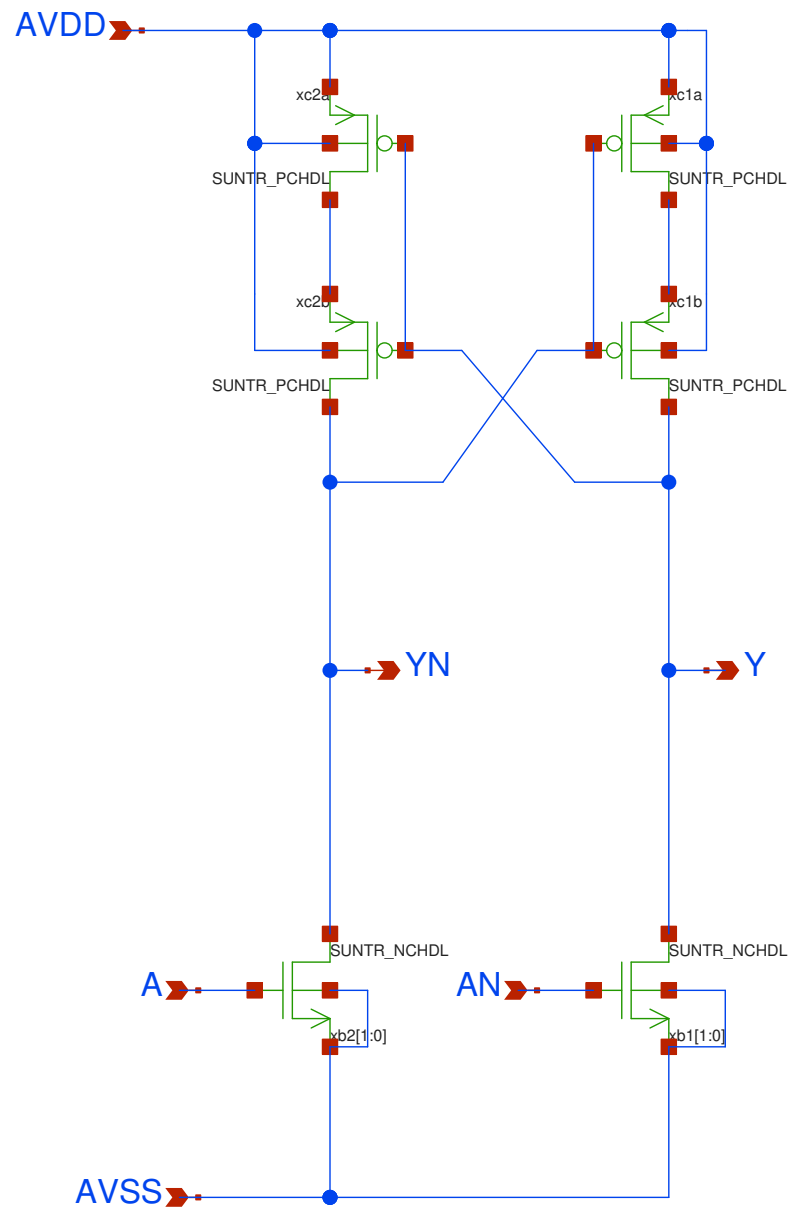 AVDD
xc2a
xc1a
SUNTR_PCHDL
SUNTR_PCHDL
xc2b
xc1b
SUNTR_PCHDL
SUNTR_PCHDL
YN
Y
SUNTR_NCHDL
SUNTR_NCHDL
A
AN
xb2[1:0]
xb1[1:0]
AVSS